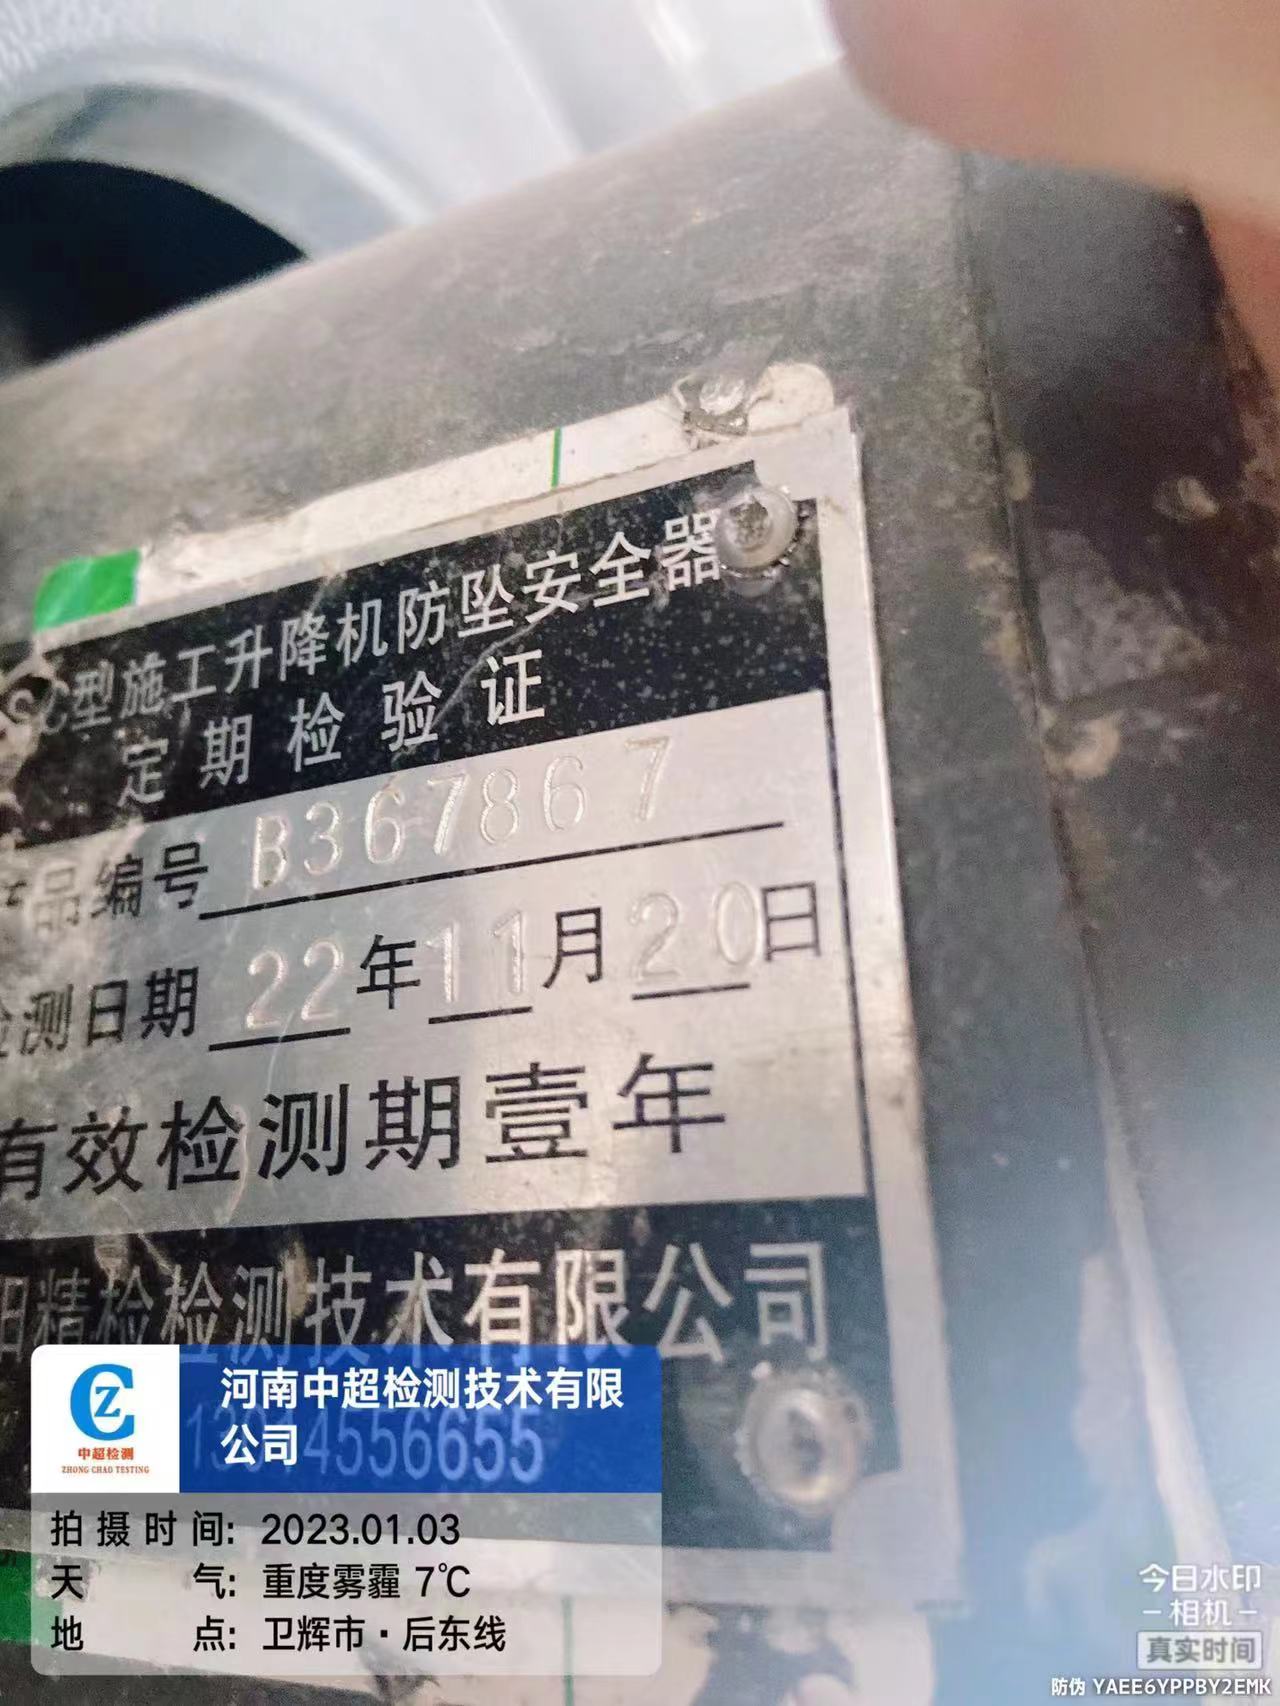 C型施工升降机防坠安全器
定期检验证
品编号 B367867
检测日期 22年11月20日
有效检测期壹年
阳精检检测技术有限公司
4556655
中超检测
ZHONG CHAO TESTING
河南中超检测技术有限
公司
拍摄时间: 2023.01.03
天气: 重度雾霾 7℃
地点: 卫辉市·后东线
今日水印
-相机-
真实时间
防伪 YAEE6YPPBY2EMK